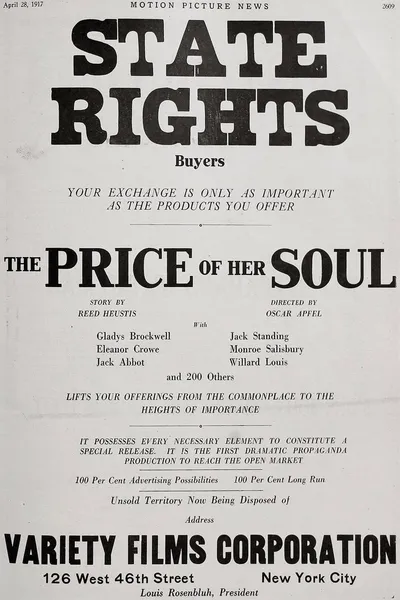 April 28, 1917 MOTION PICTURE NEWS 2609
STATE
RIGHTS
Buyers
YOUR EXCHANGE IS ONLY AS IMPORTANT
AS THE PRODUCTS YOU OFFER
THE PRICE OF HER SOUL
STORY BY DIRECTED BY
REED HEUSTIS OSCAR APFEL
With
Gladys Brockwell Jack Standing
Eleanor Crowe Monroe Salisbury
Jack Abbot Willard Louis
and 200 Others
LIFTS YOUR OFFERINGS FROM THE COMMONPLACE TO THE
HEIGHTS OF IMPORTANCE
IT POSSESSES EVERY NECESSARY ELEMENT TO CONSTITUTE A
SPECIAL RELEASE. IT IS THE FIRST DRAMATIC PROPAGANDA
PRODUCTION TO REACH THE OPEN MARKET
100 Per Cent Advertising Possibilities 100 Per Cent Long Run
Unsold Territory Now Being Disposed of
Address
VARIETY FILMS CORPORATION
126 West 46th Street New York City
Louis Rosenbluh, President